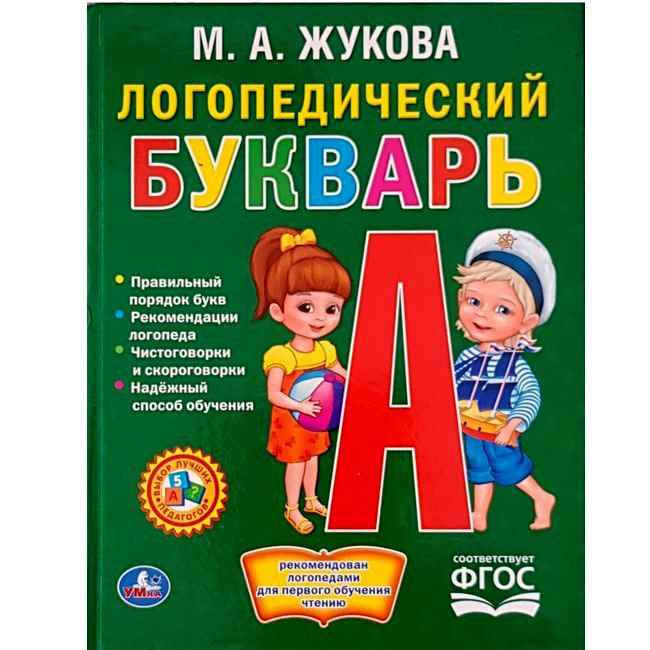 М. А. ЖУКОВА
ЛОГОПЕДИЧЕСКИЙ
БУКВАРЬ
А
Правильный
порядок букв
Рекомендации
логопеда
Чистоговорки
и скороговорки
Надёжный
способ обучения
ВЫБОР ЛУЧШИХ
5
А ?
ПЕДАГОГОВ
УМка
рекомендован
логопедами
для первого обучения
чтению
соответствует
ФГОС